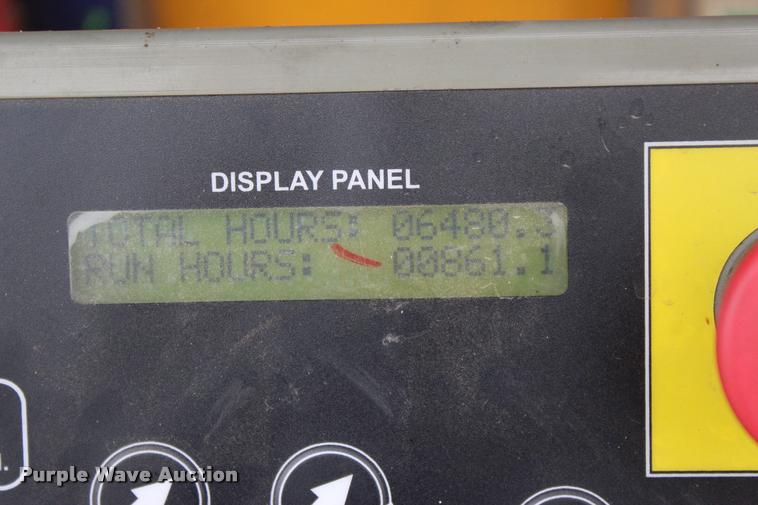 DISPLAY PANEL
TOTAL HOURS: 06480.3
RUN HOURS: 00861.1
Purple Wave Auction